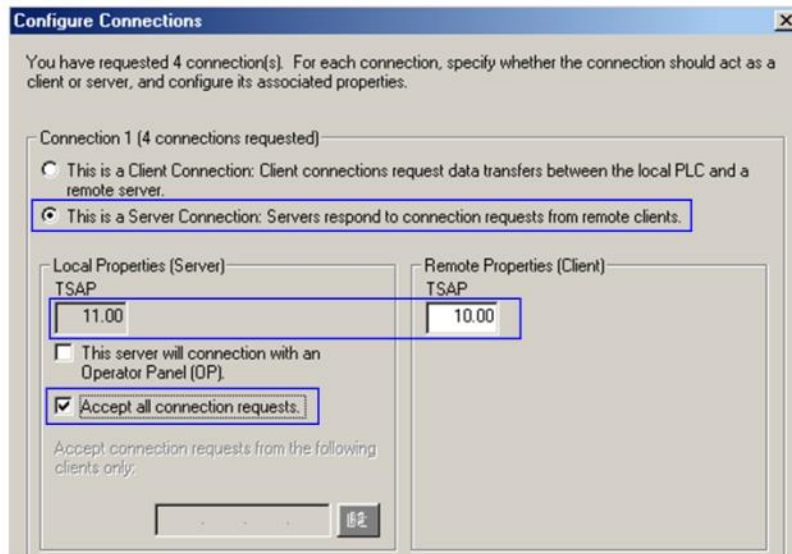 Configure Connections
You have requested 4 connection(s). For each connection, specify whether the connection should act as a
client or server, and configure its associated properties.
Connection 1 (4 connections requested)
This is a Client Connection: Client connections request data transfers between the local PLC and a
remote server.
This is a Server Connection: Servers respond to connection requests from remote clients.
Local Properties (Server)
TSAP
11.00
This server will connection with an
Operator Panel (OP).
Accept all connection requests.
Accept connection requests from the following
clients only:
. . .
Remote Properties (Client)
TSAP
10.00